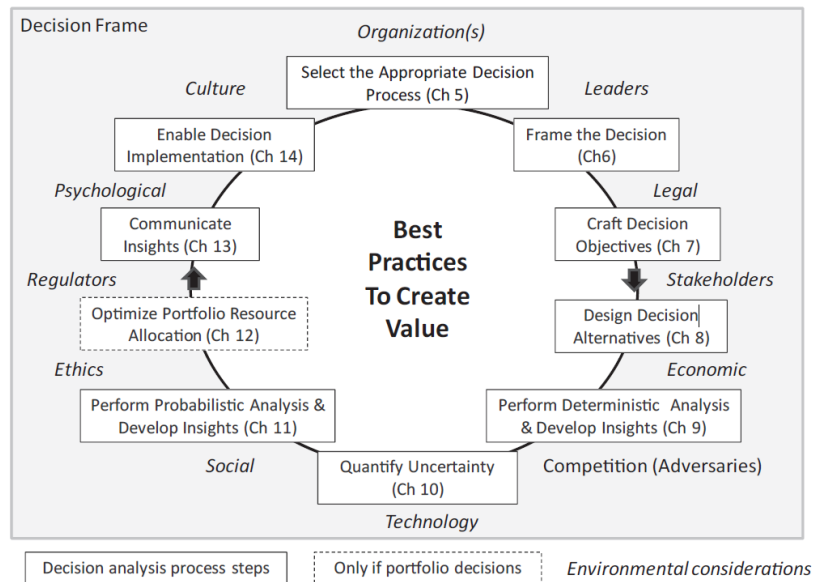 Decision Frame
Organization(s)
Select the Appropriate Decision
Process (Ch 5)
Culture
Leaders
Enable Decision
Implementation (Ch 14)
Frame the Decision
(Ch6)
Psychological
Legal
Communicate
Insights (Ch 13)
Best
Practices
To Create
Value
Craft Decision
Objectives (Ch 7)
Regulators
Stakeholders
Optimize Portfolio Resource
Allocation (Ch 12)
Design Decision
Alternatives (Ch 8)
Ethics
Economic
Perform Probabilistic Analysis &
Develop Insights (Ch 11)
Perform Deterministic Analysis
& Develop Insights (Ch 9)
Social
Quantify Uncertainty
(Ch 10)
Competition (Adversaries)
Technology
Decision analysis process steps
Only if portfolio decisions
Environmental considerations